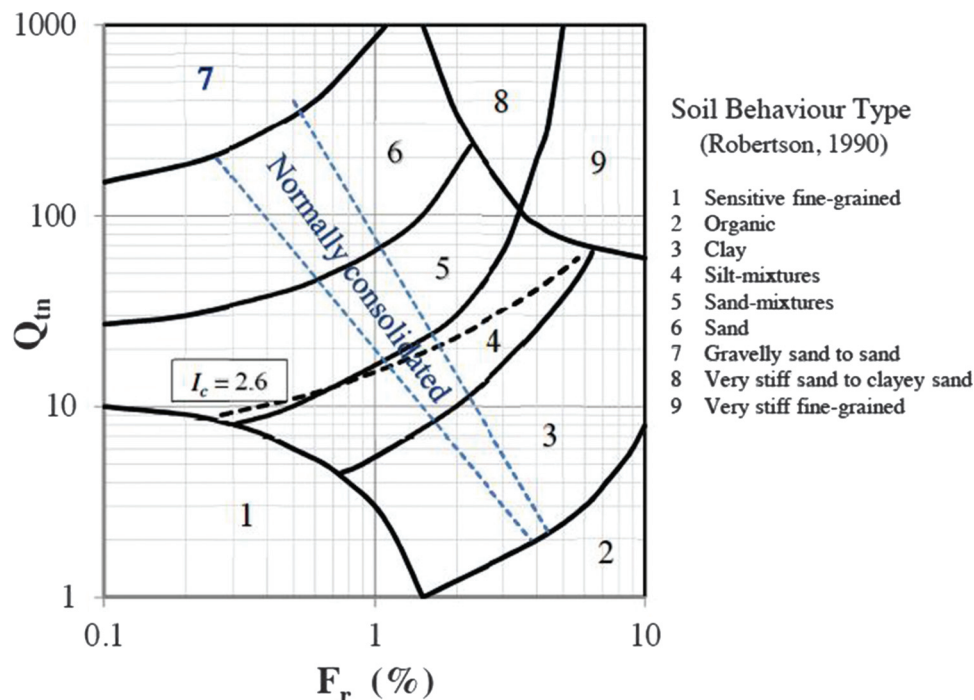 1000
100
10
1
Qtn
7
6
8
9
5
4
3
1
2
Normally consolidated
Ic = 2.6
0.1
1
10
Fr (%)
Soil Behaviour Type
(Robertson, 1990)
1 Sensitive fine-grained
2 Organic
3 Clay
4 Silt-mixtures
5 Sand-mixtures
6 Sand
7 Gravelly sand to sand
8 Very stiff sand to clayey sand
9 Very stiff fine-grained